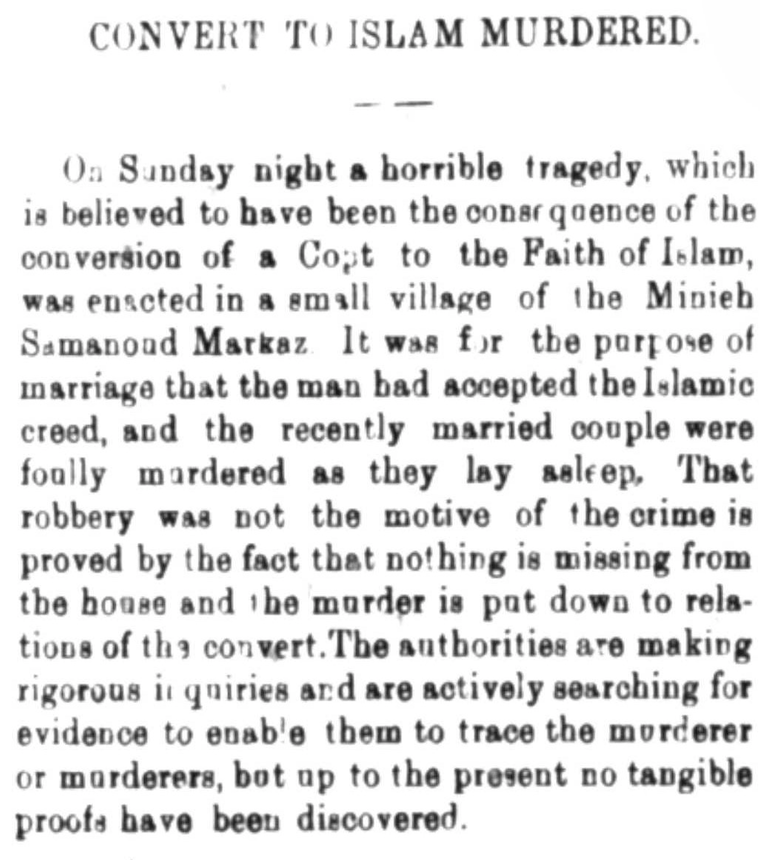 CONVERT TO ISLAM MURDERED.
On Sunday night a horrible tragedy, which
is believed to have been the consequence of the
conversion of a Copt to the Faith of Islam,
was enacted in a small village of the Minieh
Samanoud Markaz. It was for the purpose of
marriage that the man had accepted the Islamic
creed, and the recently married couple were
foully murdered as they lay asleep. That
robbery was not the motive of the crime is
proved by the fact that nothing is missing from
the house and the murder is put down to rela-
tions of the convert. The authorities are making
rigorous inquiries and are actively searching for
evidence to enable them to trace the murderer
or murderers, but up to the present no tangible
proofs have been discovered.